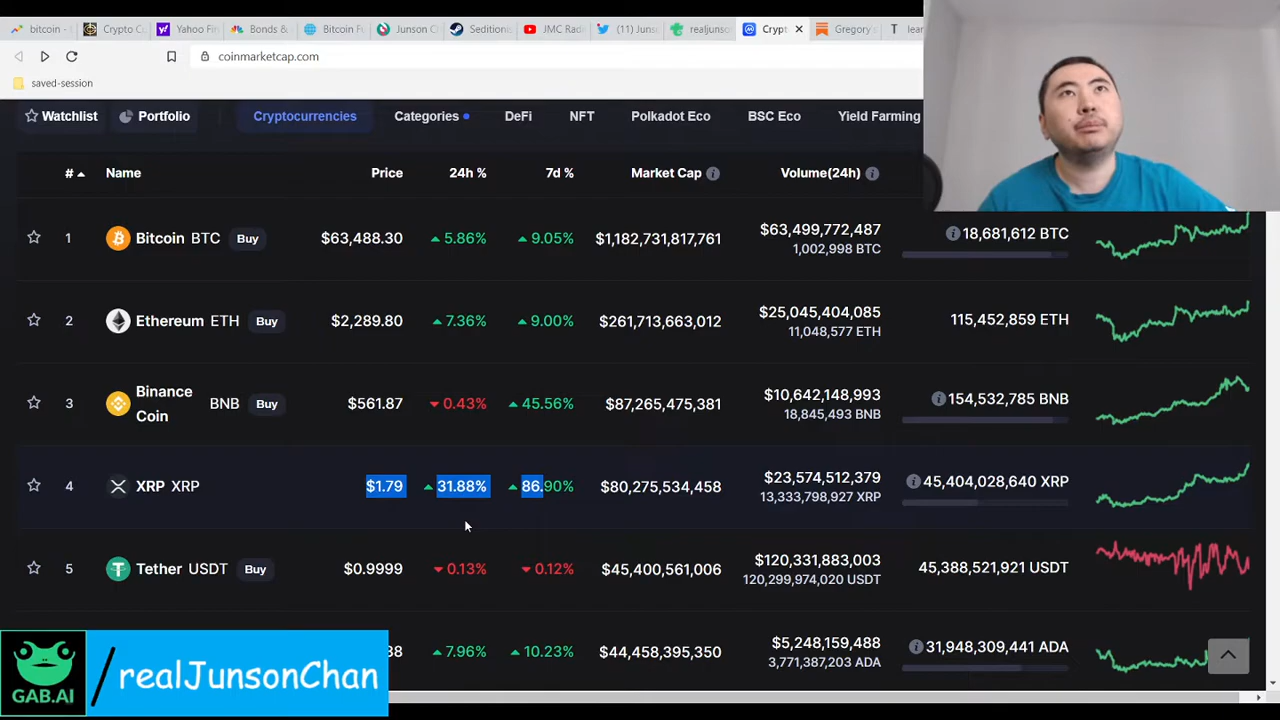 bitcoin -
Crypto C
Yahoo Fin
Bonds &
Bitcoin Fu
Junson C
Seditioni
JMC Radi
(11) Juns
realjunson
Crypt
Gregory's
lear
coinmarketcap.com
saved-session
Watchlist
Portfolio
Cryptocurrencies
Categories
DeFi
NFT
Polkadot Eco
BSC Eco
Yield Farming
# Name Price 24h % 7d % Market Cap Volume(24h)
1 Bitcoin BTC Buy $63,488.30 5.86% 9.05% $1,182,731,817,761 $63,499,772,487 18,681,612 BTC
1,002,998 BTC
2 Ethereum ETH Buy $2,289.80 7.36% 9.00% $261,713,663,012 $25,045,404,085 115,452,859 ETH
11,048,577 ETH
3 Binance Coin BNB Buy $561.87 0.43% 45.56% $87,265,475,381 $10,642,148,993 154,532,785 BNB
18,845,493 BNB
4 XRP XRP $1.79 31.88% 86.90% $80,275,534,458 $23,574,512,379 45,404,028,640 XRP
13,333,798,927 XRP
5 Tether USDT Buy $0.9999 0.13% 0.12% $45,400,561,006 $120,331,883,003 45,388,521,921 USDT
120,299,974,020 USDT
38 7.96% 10.23% $44,458,395,350 $5,248,159,488 31,948,309,441 ADA
3,771,387,203 ADA
GAB.AI
/realJunsonChan